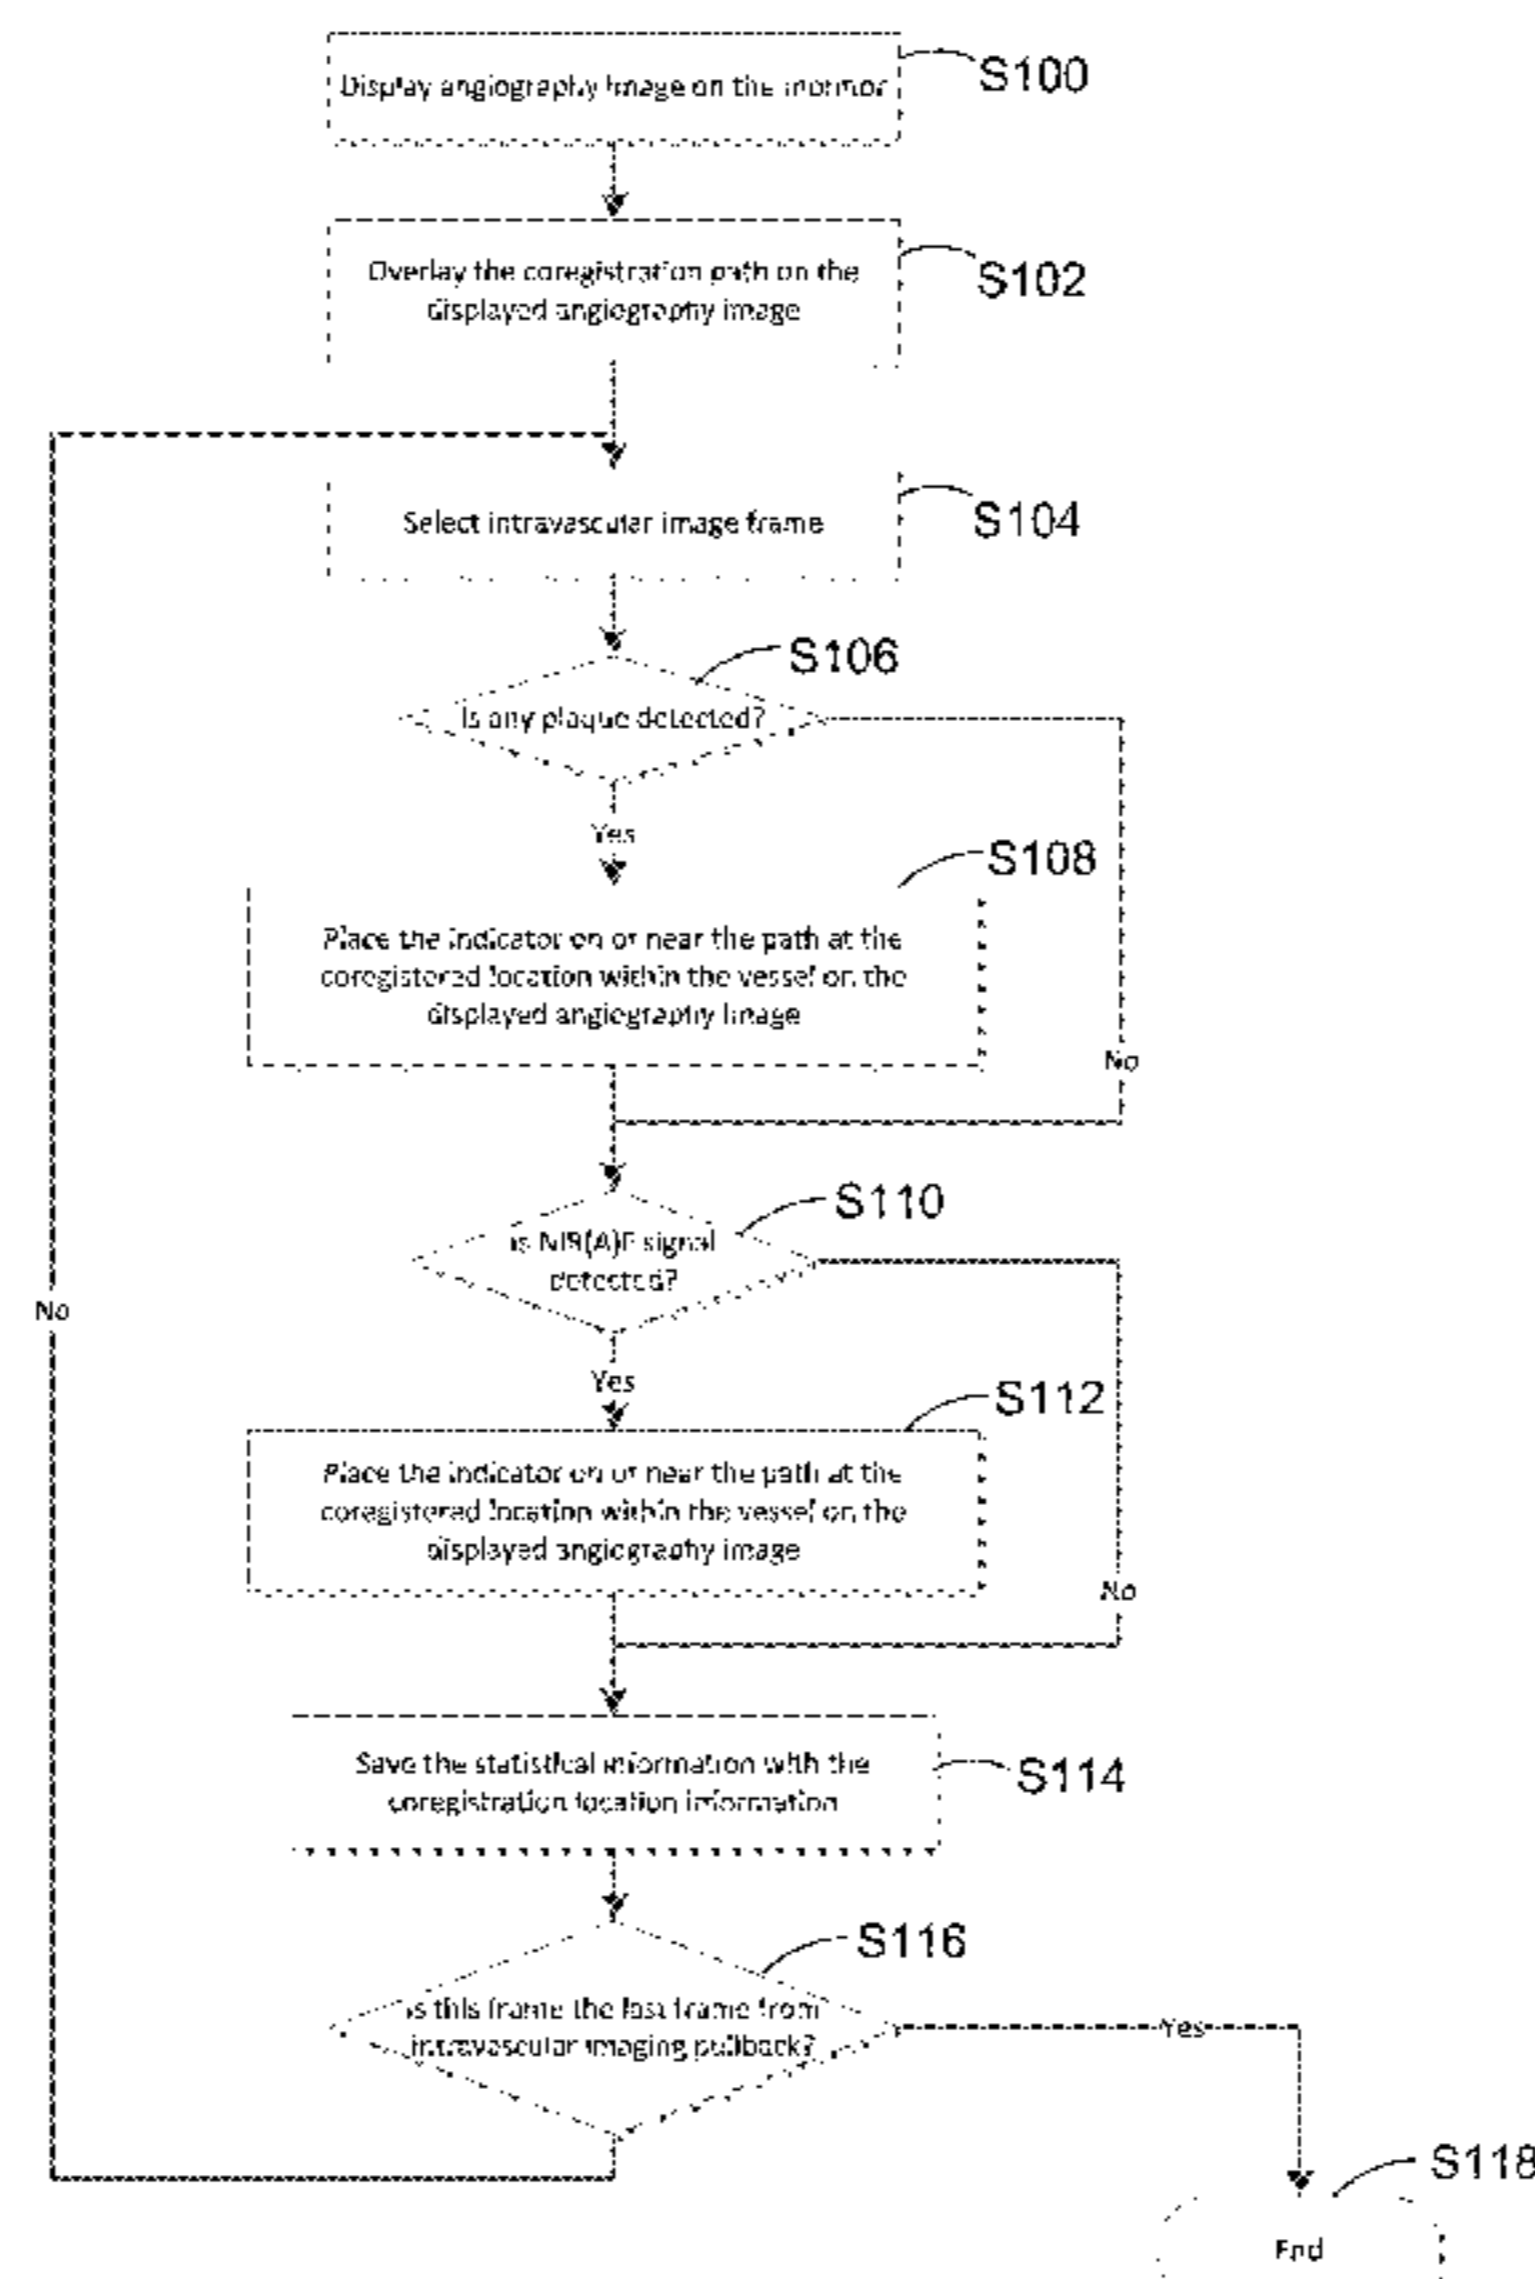 Display angiography image on the monitor
S100
Overlay the coregistration path on the
displayed angiography image
S102
Select intravascular image frame
S104
S106
Is any plaque detected?
Yes
S108
Place the indicator on or near the path at the
coregistered location within the vessel on the
displayed angiography image
No
S110
Is NIR(A)F signal
detected?
No
Yes
S112
Place the indicator on or near the path at the
coregistered location within the vessel on the
displayed angiography image
No
Save the statistical information with the
coregistration location information
S114
S116
Is this frame the last frame from
intravascular imaging pullback?
Yes
S118
End